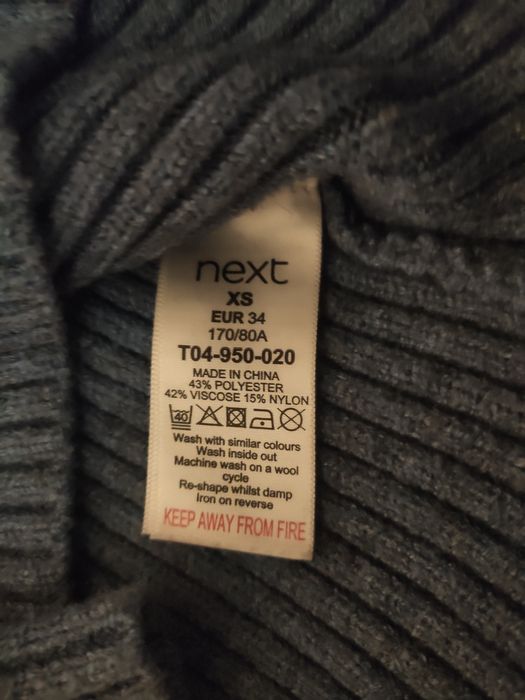 next
XS
EUR 34
170/80A
T04-950-020
MADE IN CHINA
43% POLYESTER
42% VISCOSE 15% NYLON
40
Wash with similar colours
Wash inside out
Machine wash on a wool
cycle
Re-shape whilst damp
Iron on reverse
KEEP AWAY FROM FIRE